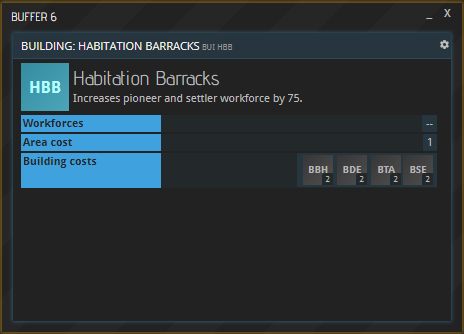 BUFFER 6
_ X
BUILDING: HABITATION BARRACKS BUI HBB
HBB
Habitation Barracks
Increases pioneer and settler workforce by 75.
Workforces --
Area cost 1
Building costs BBH 2 BDE 2 BTA 2 BSE 2